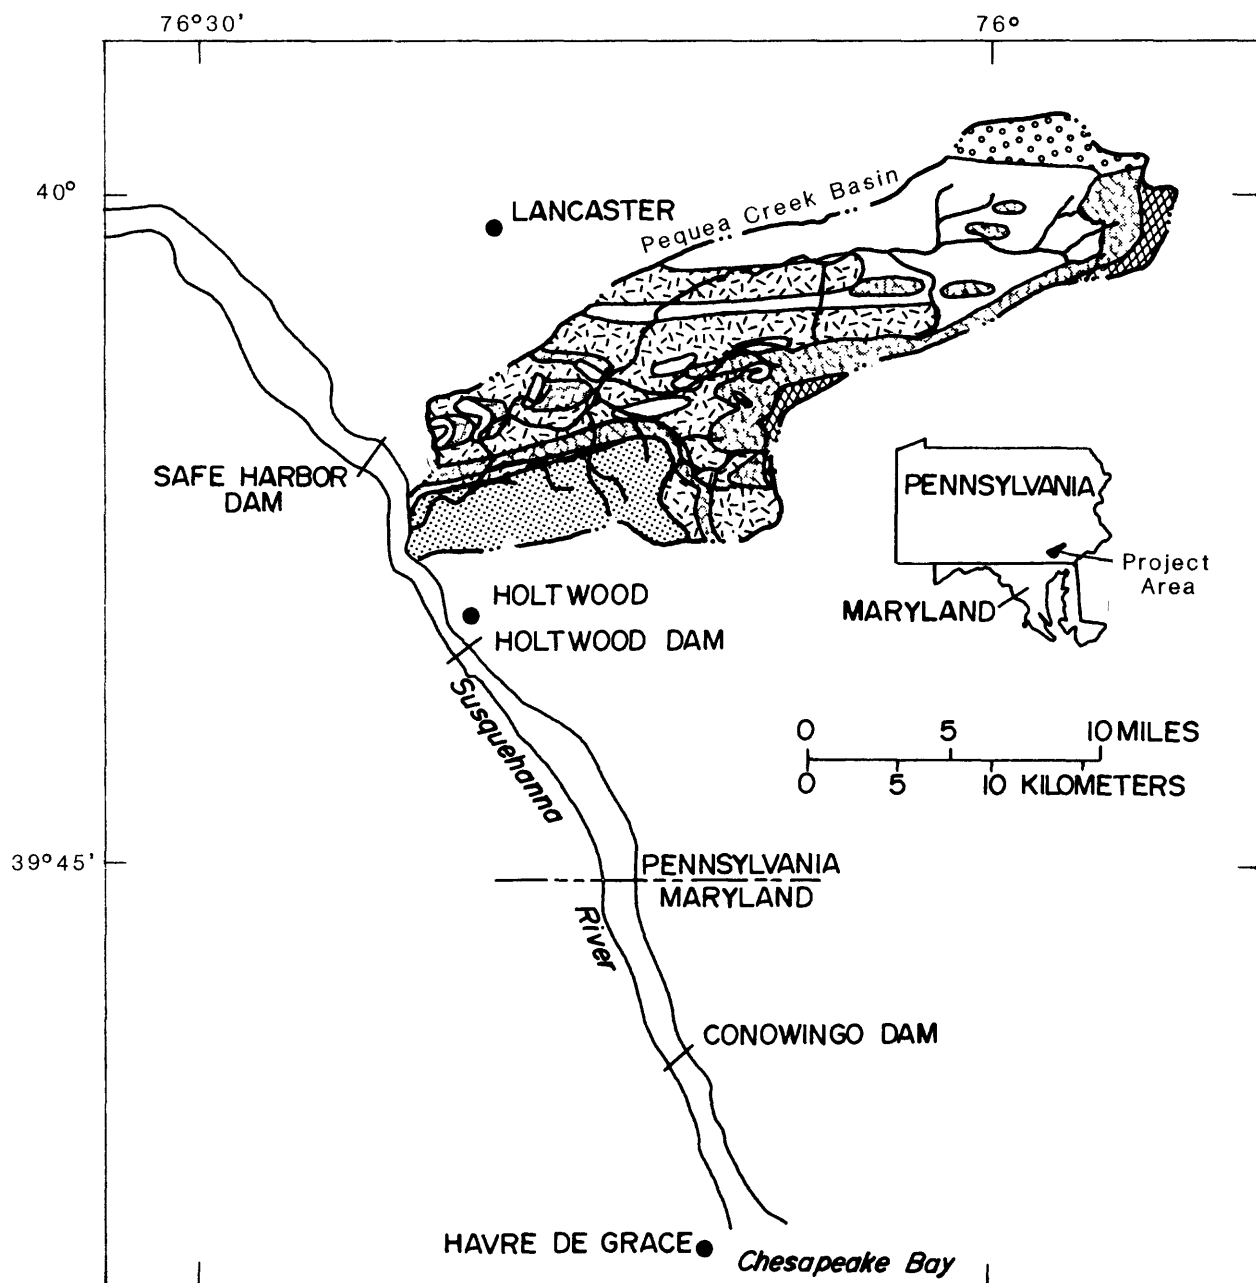 76°30'
76°
40°
LANCASTER
Pequea Creek Basin
SAFE HARBOR
DAM
PENNSYLVANIA
Project
Area
MARYLAND
HOLTWOOD
HOLTWOOD DAM
Susquehanna
River
0 5 10 MILES
0 5 10 KILOMETERS
39°45'
PENNSYLVANIA
MARYLAND
CONOWINGO DAM
HAVRE DE GRACE
Chesapeake Bay